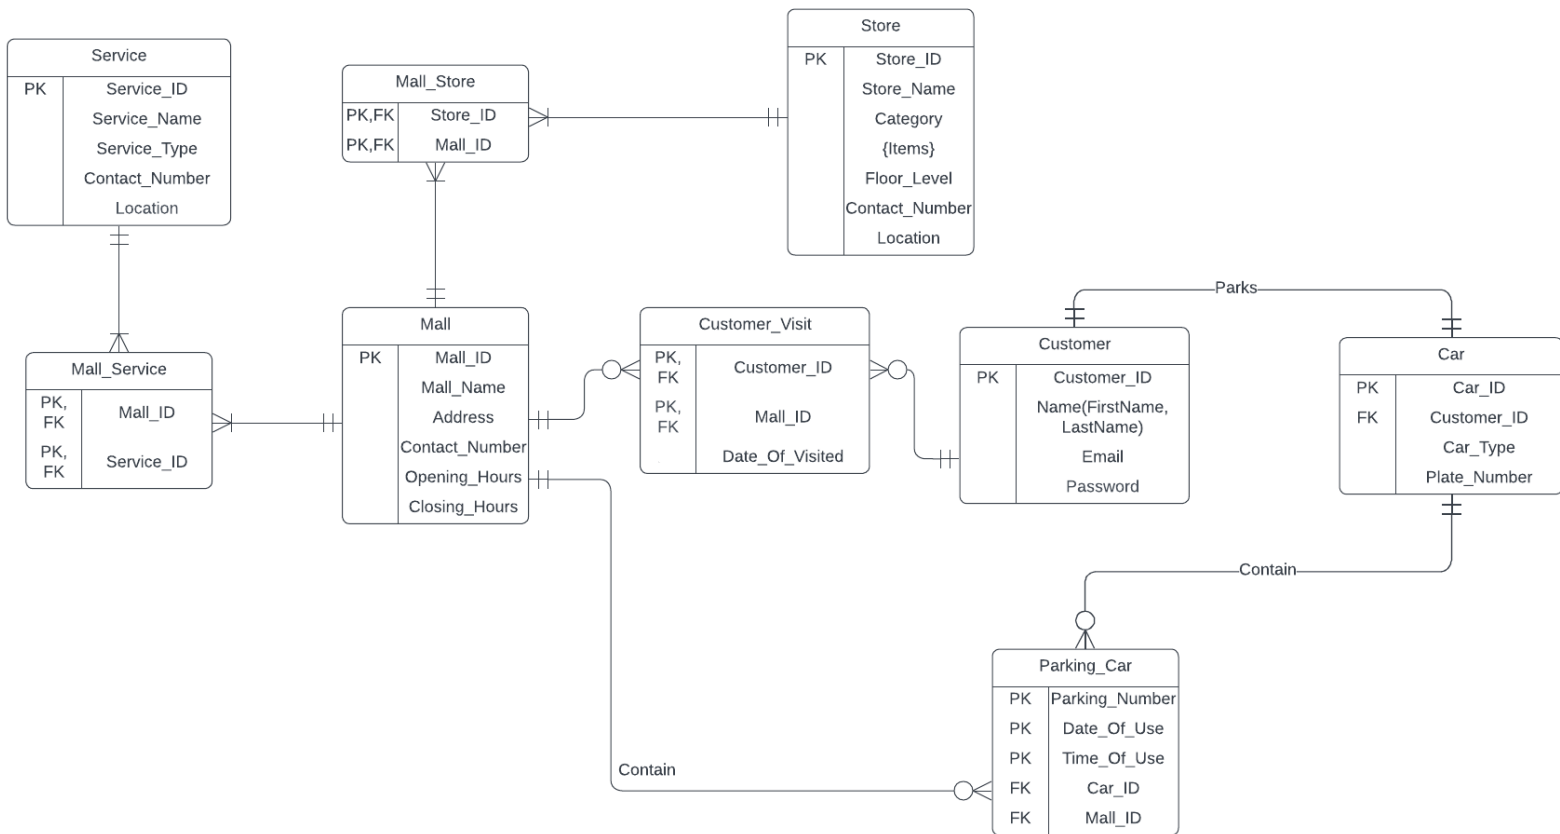 Service
PK Service_ID
Service_Name
Service_Type
Contact_Number
Location
Mall_Store
PK,FK Store_ID
PK,FK Mall_ID
Store
PK Store_ID
Store_Name
Category
{Items}
Floor_Level
Contact_Number
Location
Mall_Service
PK,
FK
Mall_ID
PK,
FK
Service_ID
Mall
PK Mall_ID
Mall_Name
Address
Contact_Number
Opening_Hours
Closing_Hours
Customer_Visit
PK,
FK
Customer_ID
PK,
FK
Mall_ID
Date_Of_Visited
Customer
PK Customer_ID
Name(FirstName,
LastName)
Email
Password
Parks
Car
PK Car_ID
FK Customer_ID
Car_Type
Plate_Number
Contain
Contain
Parking_Car
PK Parking_Number
PK Date_Of_Use
PK Time_Of_Use
FK Car_ID
FK Mall_ID